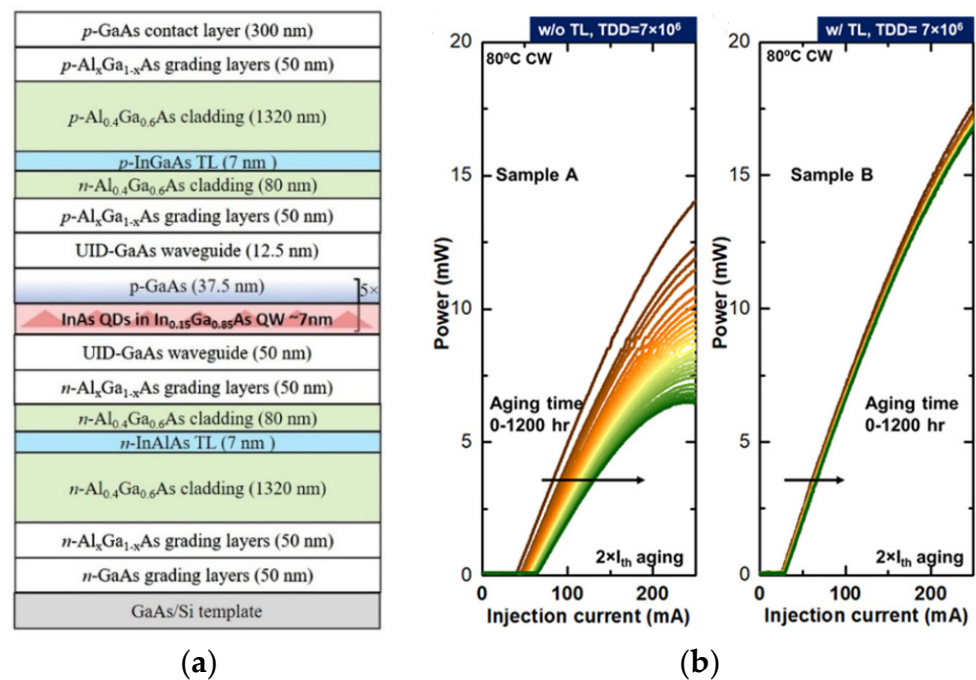 (a)
p-GaAs contact layer (300 nm)
p-AlxGa1-xAs grading layers (50 nm)
p-Al0.4Ga0.6As cladding (1320 nm)
p-InGaAs TL (7 nm )
n-Al0.4Ga0.6As cladding (80 nm)
p-AlxGa1-xAs grading layers (50 nm)
UID-GaAs waveguide (12.5 nm)
p-GaAs (37.5 nm)
5×
InAs QDs in In0.15Ga0.85As QW ~7nm
UID-GaAs waveguide (50 nm)
n-AlxGa1-xAs grading layers (50 nm)
n-Al0.4Ga0.6As cladding (80 nm)
n-InAlAs TL (7 nm )
n-Al0.4Ga0.6As cladding (1320 nm)
n-AlxGa1-xAs grading layers (50 nm)
n-GaAs grading layers (50 nm)
GaAs/Si template
(b)
w/o TL, TDD=7×10⁶
80ºC CW
Sample A
Aging time
0-1200 hr
2×Ith aging
Power (mW)
20
15
10
5
0
0 100 200
Injection current (mA)
w/ TL, TDD= 7×10⁶
80ºC CW
Sample B
Aging time
0-1200 hr
2×Ith aging
Power (mW)
20
15
10
5
0
0 100 200
Injection current (mA)